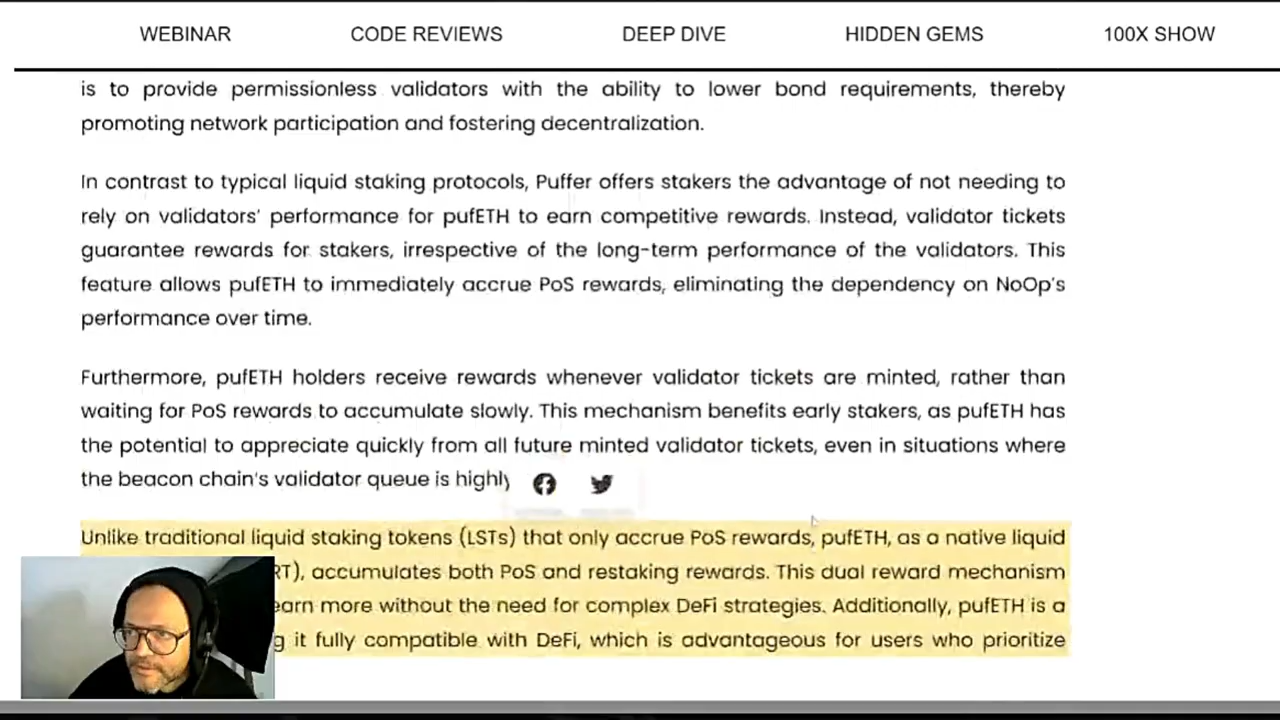 WEBINAR CODE REVIEWS DEEP DIVE HIDDEN GEMS 100X SHOW
is to provide permissionless validators with the ability to lower bond requirements, thereby
promoting network participation and fostering decentralization.
In contrast to typical liquid staking protocols, Puffer offers stakers the advantage of not needing to
rely on validators' performance for pufETH to earn competitive rewards. Instead, validator tickets
guarantee rewards for stakers, irrespective of the long-term performance of the validators. This
feature allows pufETH to immediately accrue PoS rewards, eliminating the dependency on NoOp's
performance over time.
Furthermore, pufETH holders receive rewards whenever validator tickets are minted, rather than
waiting for PoS rewards to accumulate slowly. This mechanism benefits early stakers, as pufETH has
the potential to appreciate quickly from all future minted validator tickets, even in situations where
the beacon chain's validator queue is highly
Unlike traditional liquid staking tokens (LSTs) that only accrue PoS rewards, pufETH, as a native liquid
RT), accumulates both PoS and restaking rewards. This dual reward mechanism
earn more without the need for complex DeFi strategies. Additionally, pufETH is a
g it fully compatible with DeFi, which is advantageous for users who prioritize